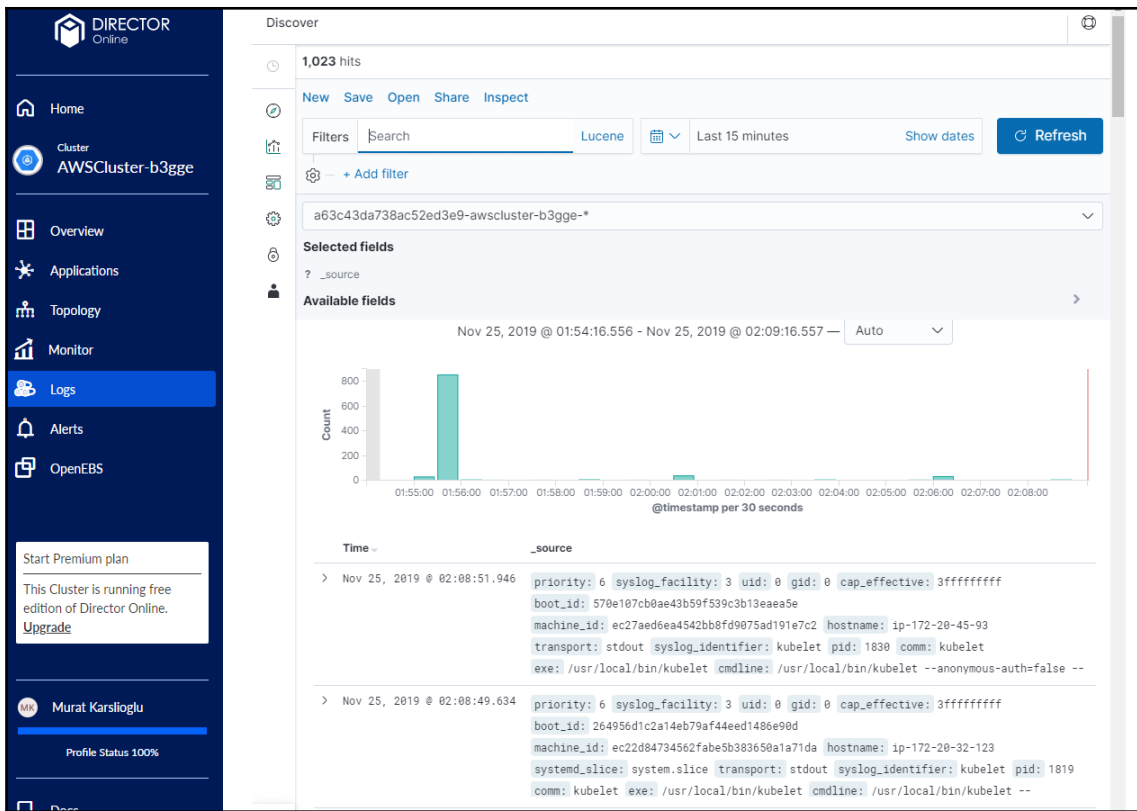 DIRECTOR
Online
Home
Cluster
AWSCluster-b3gge
Overview
Applications
Topology
Monitor
Logs
Alerts
OpenEBS
Start Premium plan
This Cluster is running free
edition of Director Online.
Upgrade
MK Murat Karslioglu
Profile Status 100%
Docs
Discover
1,023 hits
New Save Open Share Inspect
Filters Search Lucene Last 15 minutes Show dates Refresh
+ Add filter
a63c43da738ac52ed3e9-awscluster-b3gge-*
Selected fields
? _source
Available fields
Nov 25, 2019 @ 01:54:16.556 - Nov 25, 2019 @ 02:09:16.557 — Auto
Count
800
600
400
200
0
01:55:00 01:56:00 01:57:00 01:58:00 01:59:00 02:00:00 02:01:00 02:02:00 02:03:00 02:04:00 02:05:00 02:06:00 02:07:00 02:08:00
@timestamp per 30 seconds
Time _source
Nov 25, 2019 @ 02:08:51.946 priority: 6 syslog_facility: 3 uid: 0 gid: 0 cap_effective: 3fffffffff
boot_id: 570e107cb0ae43b59f539c3b13eaea5e
machine_id: ec27aed6ea4542bb8fd9075ad191e7c2 hostname: ip-172-20-45-93
transport: stdout syslog_identifier: kubelet pid: 1830 comm: kubelet
exe: /usr/local/bin/kubelet cmdline: /usr/local/bin/kubelet --anonymous-auth=false --
Nov 25, 2019 @ 02:08:49.634 priority: 6 syslog_facility: 3 uid: 0 gid: 0 cap_effective: 3fffffffff
boot_id: 264956d1c2a14eb79af44eed1486e90d
machine_id: ec22d84734562fabe5b383650a1a71da hostname: ip-172-20-32-123
systemd_slice: system.slice transport: stdout syslog_identifier: kubelet pid: 1819
comm: kubelet exe: /usr/local/bin/kubelet cmdline: /usr/local/bin/kubelet --